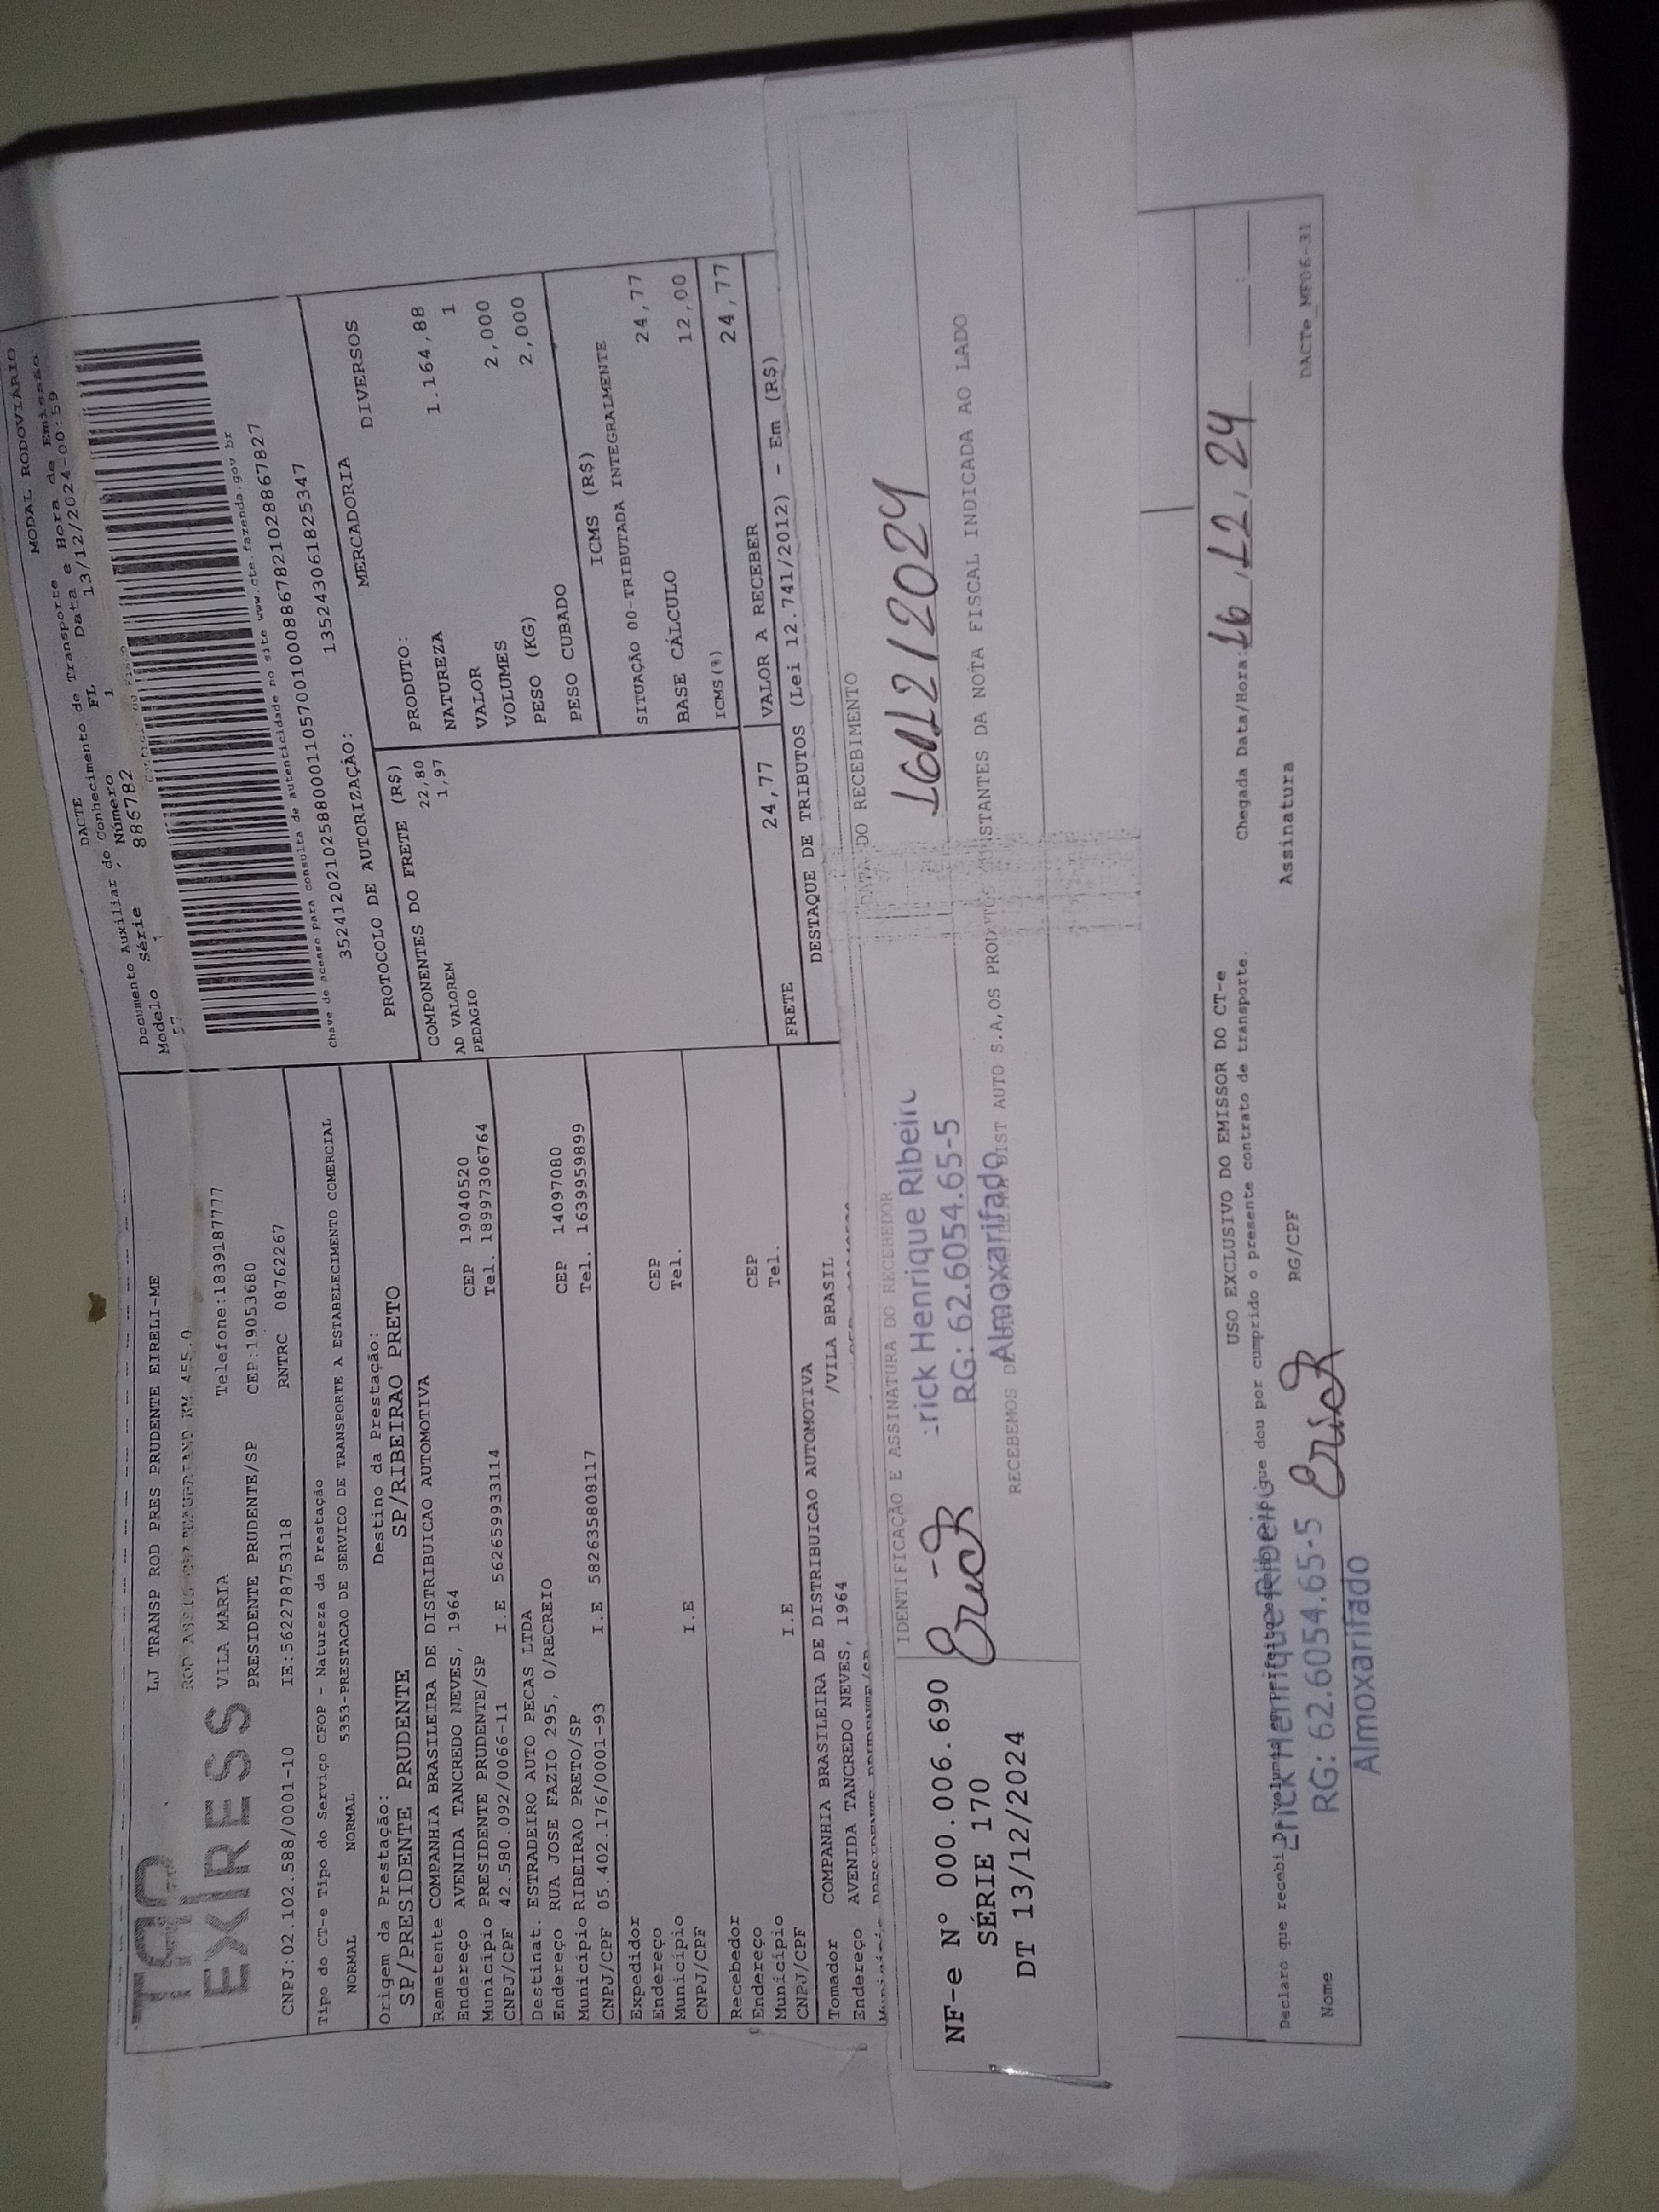 EXPRESS
LJ TRANSP ROD PRES PRUDENTE EIRELI-ME
KM 455,0
VILA MARIA Telefone:1839187777
PRESIDENTE PRUDENTE/SP CEP:19053680
CNPJ:02.102.588/0001-10 IE:562278753118 RNTRC 08762267
DACTE MODAL RODOVIÁRIO
Documento Auxiliar do Conhecimento de Transporte
Modelo Série Número FL Data e Hora de Emissão
57 1 886782 1 13/12/2024-00:59
Chave de acesso para consulta de autenticidade no site www.cte.fazenda.gov.br
35241202102588000110570010008867821028867827
PROTOCOLO DE AUTORIZAÇÃO: 135243061825347
Tipo do CT-e Tipo do Serviço CFOP - Natureza da Prestação
NORMAL NORMAL 5353-PRESTACAO DE SERVICO DE TRANSPORTE A ESTABELECIMENTO COMERCIAL
Origem da Prestação: Destino da Prestação:
SP/PRESIDENTE PRUDENTE SP/RIBEIRAO PRETO
Remetente COMPANHIA BRASILEIRA DE DISTRIBUICAO AUTOMOTIVA
Endereço AVENIDA TANCREDO NEVES, 1964 CEP 19040520
Município PRESIDENTE PRUDENTE/SP Tel. 18997306764
CNPJ/CPF 42.580.092/0066-11 I.E 562659933114
Destinat. ESTRADEIRO AUTO PECAS LTDA
Endereço RUA JOSE FAZIO 295, 0/RECREIO CEP 14097080
Município RIBEIRAO PRETO/SP Tel. 1639959899
CNPJ/CPF 05.402.176/0001-93 I.E 582635808117
Expedidor
Endereço CEP
Município Tel.
CNPJ/CPF I.E
Recebedor
Endereço CEP
Município Tel.
CNPJ/CPF I.E
Tomador COMPANHIA BRASILEIRA DE DISTRIBUICAO AUTOMOTIVA
Endereço AVENIDA TANCREDO NEVES, 1964 /VILA BRASIL
COMPONENTES DO FRETE (R$)
AD VALOREM 22,80
PEDAGIO 1,97
FRETE 24,77
MERCADORIA
PRODUTO: DIVERSOS
NATUREZA
VALOR 1.164,88
VOLUMES 1
PESO (KG) 2,000
PESO CUBADO 2,000
ICMS (R$)
SITUAÇÃO 00-TRIBUTADA INTEGRALMENTE
BASE CÁLCULO 24,77
ICMS(%) 12,00
VALOR A RECEBER 24,77
DESTAQUE DE TRIBUTOS (Lei 12.741/2012) - Em (R$)
NF-e Nº 000.006.690
SÉRIE 170
DT 13/12/2024
IDENTIFICAÇÃO E ASSINATURA DO RECEBEDOR
DATA DO RECEBIMENTO
Erick
rick Henrique Ribeiro
RG: 62.6054.65-5
Almoxarifado
16/12/2024
RECEBEMOS DE DIST AUTO S.A,OS PRODUTOS CONSTANTES DA NOTA FISCAL INDICADA AO LADO
USO EXCLUSIVO DO EMISSOR DO CT-e
Declaro que recebi que dou por cumprido o presente contrato de transporte. Chegada Data/Hora: 16/12/24 :
Nome RG/CPF Assinatura
Erick Henrique Ribeiro
RG: 62.6054.65-5
Almoxarifado
Erick
DACTe_MF06-31